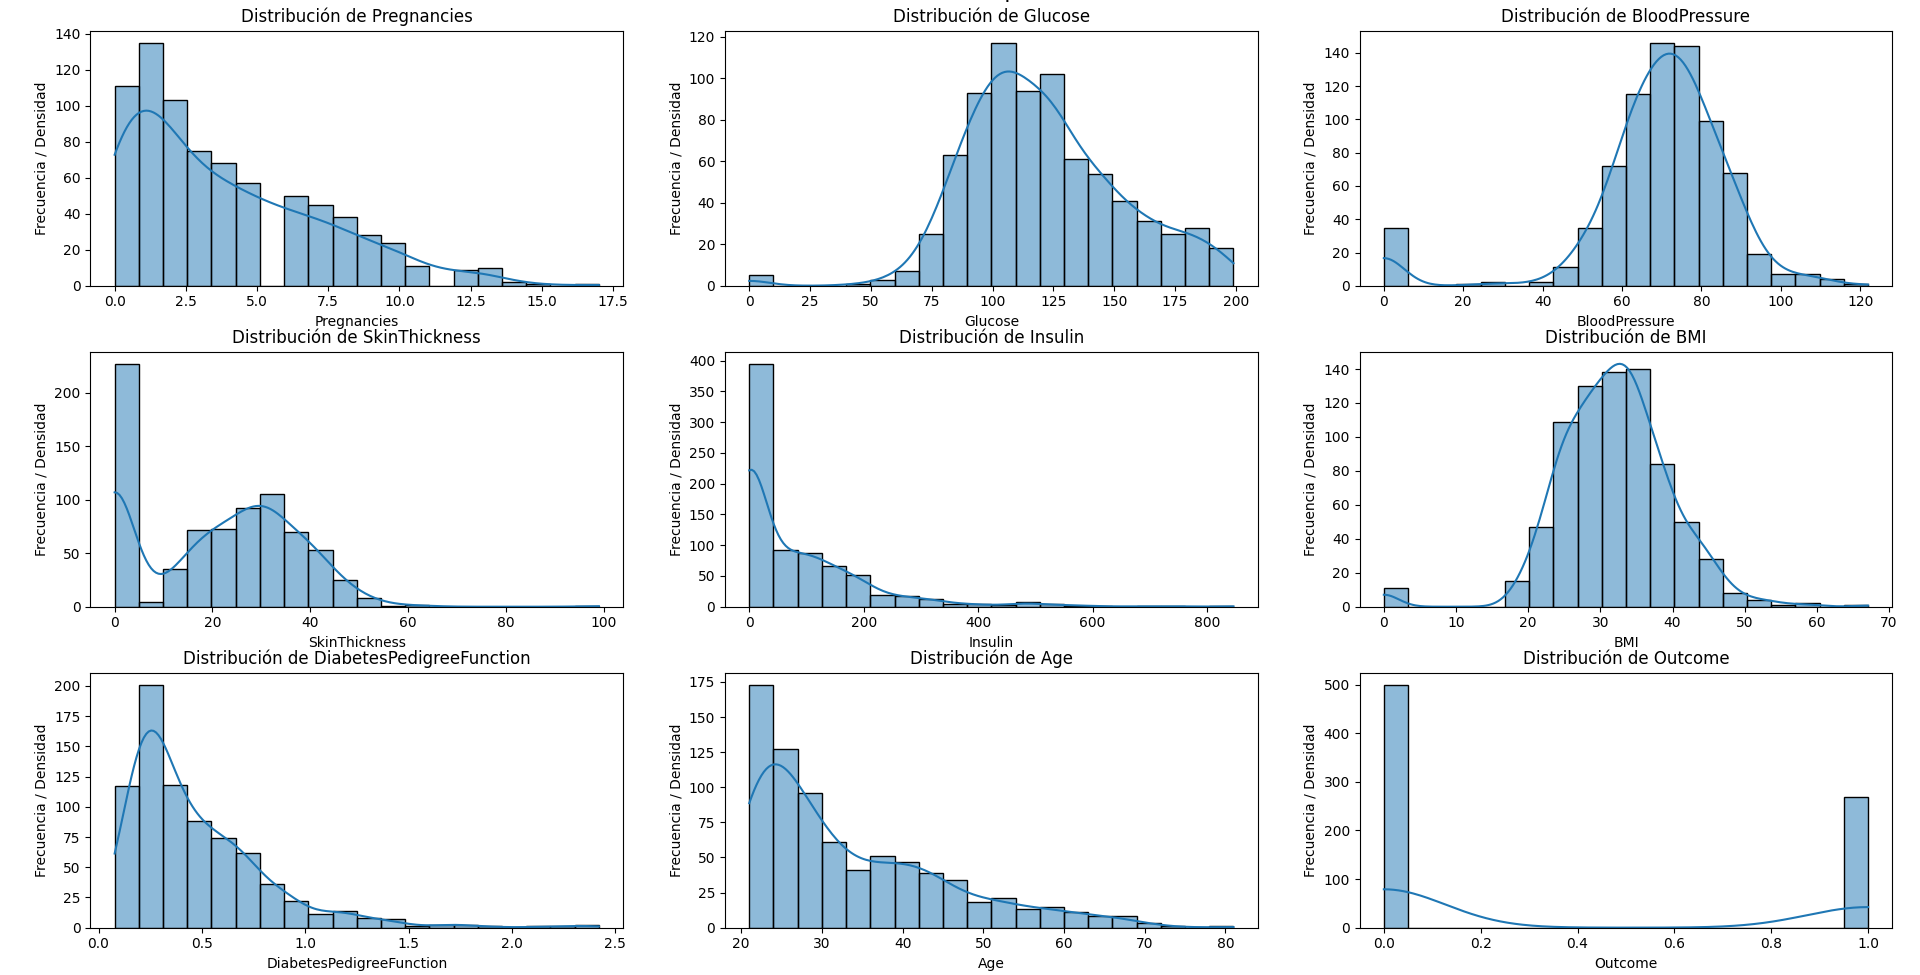 Distribución de Pregnancies
Frecuencia / Densidad
140
120
100
80
60
40
20
0
0.0 2.5 5.0 7.5 10.0 12.5 15.0 17.5
Pregnancies
Distribución de Glucose
Frecuencia / Densidad
120
100
80
60
40
20
0
0 25 50 75 100 125 150 175 200
Glucose
Distribución de BloodPressure
Frecuencia / Densidad
140
120
100
80
60
40
20
0
0 20 40 60 80 100 120
BloodPressure
Distribución de SkinThickness
Frecuencia / Densidad
200
150
100
50
0
0 20 40 60 80 100
SkinThickness
Distribución de Insulin
Frecuencia / Densidad
400
350
300
250
200
150
100
50
0
0 200 400 600 800
Insulin
Distribución de BMI
Frecuencia / Densidad
140
120
100
80
60
40
20
0
0 10 20 30 40 50 60 70
BMI
Distribución de DiabetesPedigreeFunction
Frecuencia / Densidad
200
175
150
125
100
75
50
25
0
0.0 0.5 1.0 1.5 2.0 2.5
DiabetesPedigreeFunction
Distribución de Age
Frecuencia / Densidad
175
150
125
100
75
50
25
0
20 30 40 50 60 70 80
Age
Distribución de Outcome
Frecuencia / Densidad
500
400
300
200
100
0
0.0 0.2 0.4 0.6 0.8 1.0
Outcome